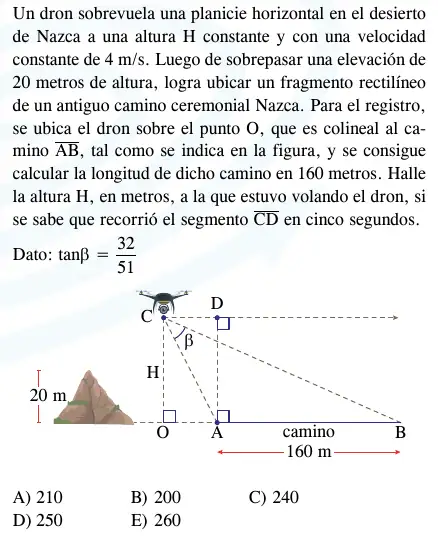 Un dron sobrevuela una planicie horizontal en el desierto
de Nazca a una altura H constante y con una velocidad
constante de 4 m/s. Luego de sobrepasar una elevación de
20 metros de altura, logra ubicar un fragmento rectilíneo
de un antiguo camino ceremonial Nazca. Para el registro,
se ubica el dron sobre el punto O, que es colineal al ca-
mino AB, tal como se indica en la figura, y se consigue
calcular la longitud de dicho camino en 160 metros. Halle
la altura H, en metros, a la que estuvo volando el dron, si
se sabe que recorrió el segmento CD en cinco segundos.
Dato: tanβ = 32/51
C D
β
H
20 m
O A camino B
160 m
A) 210 B) 200 C) 240
D) 250 E) 260